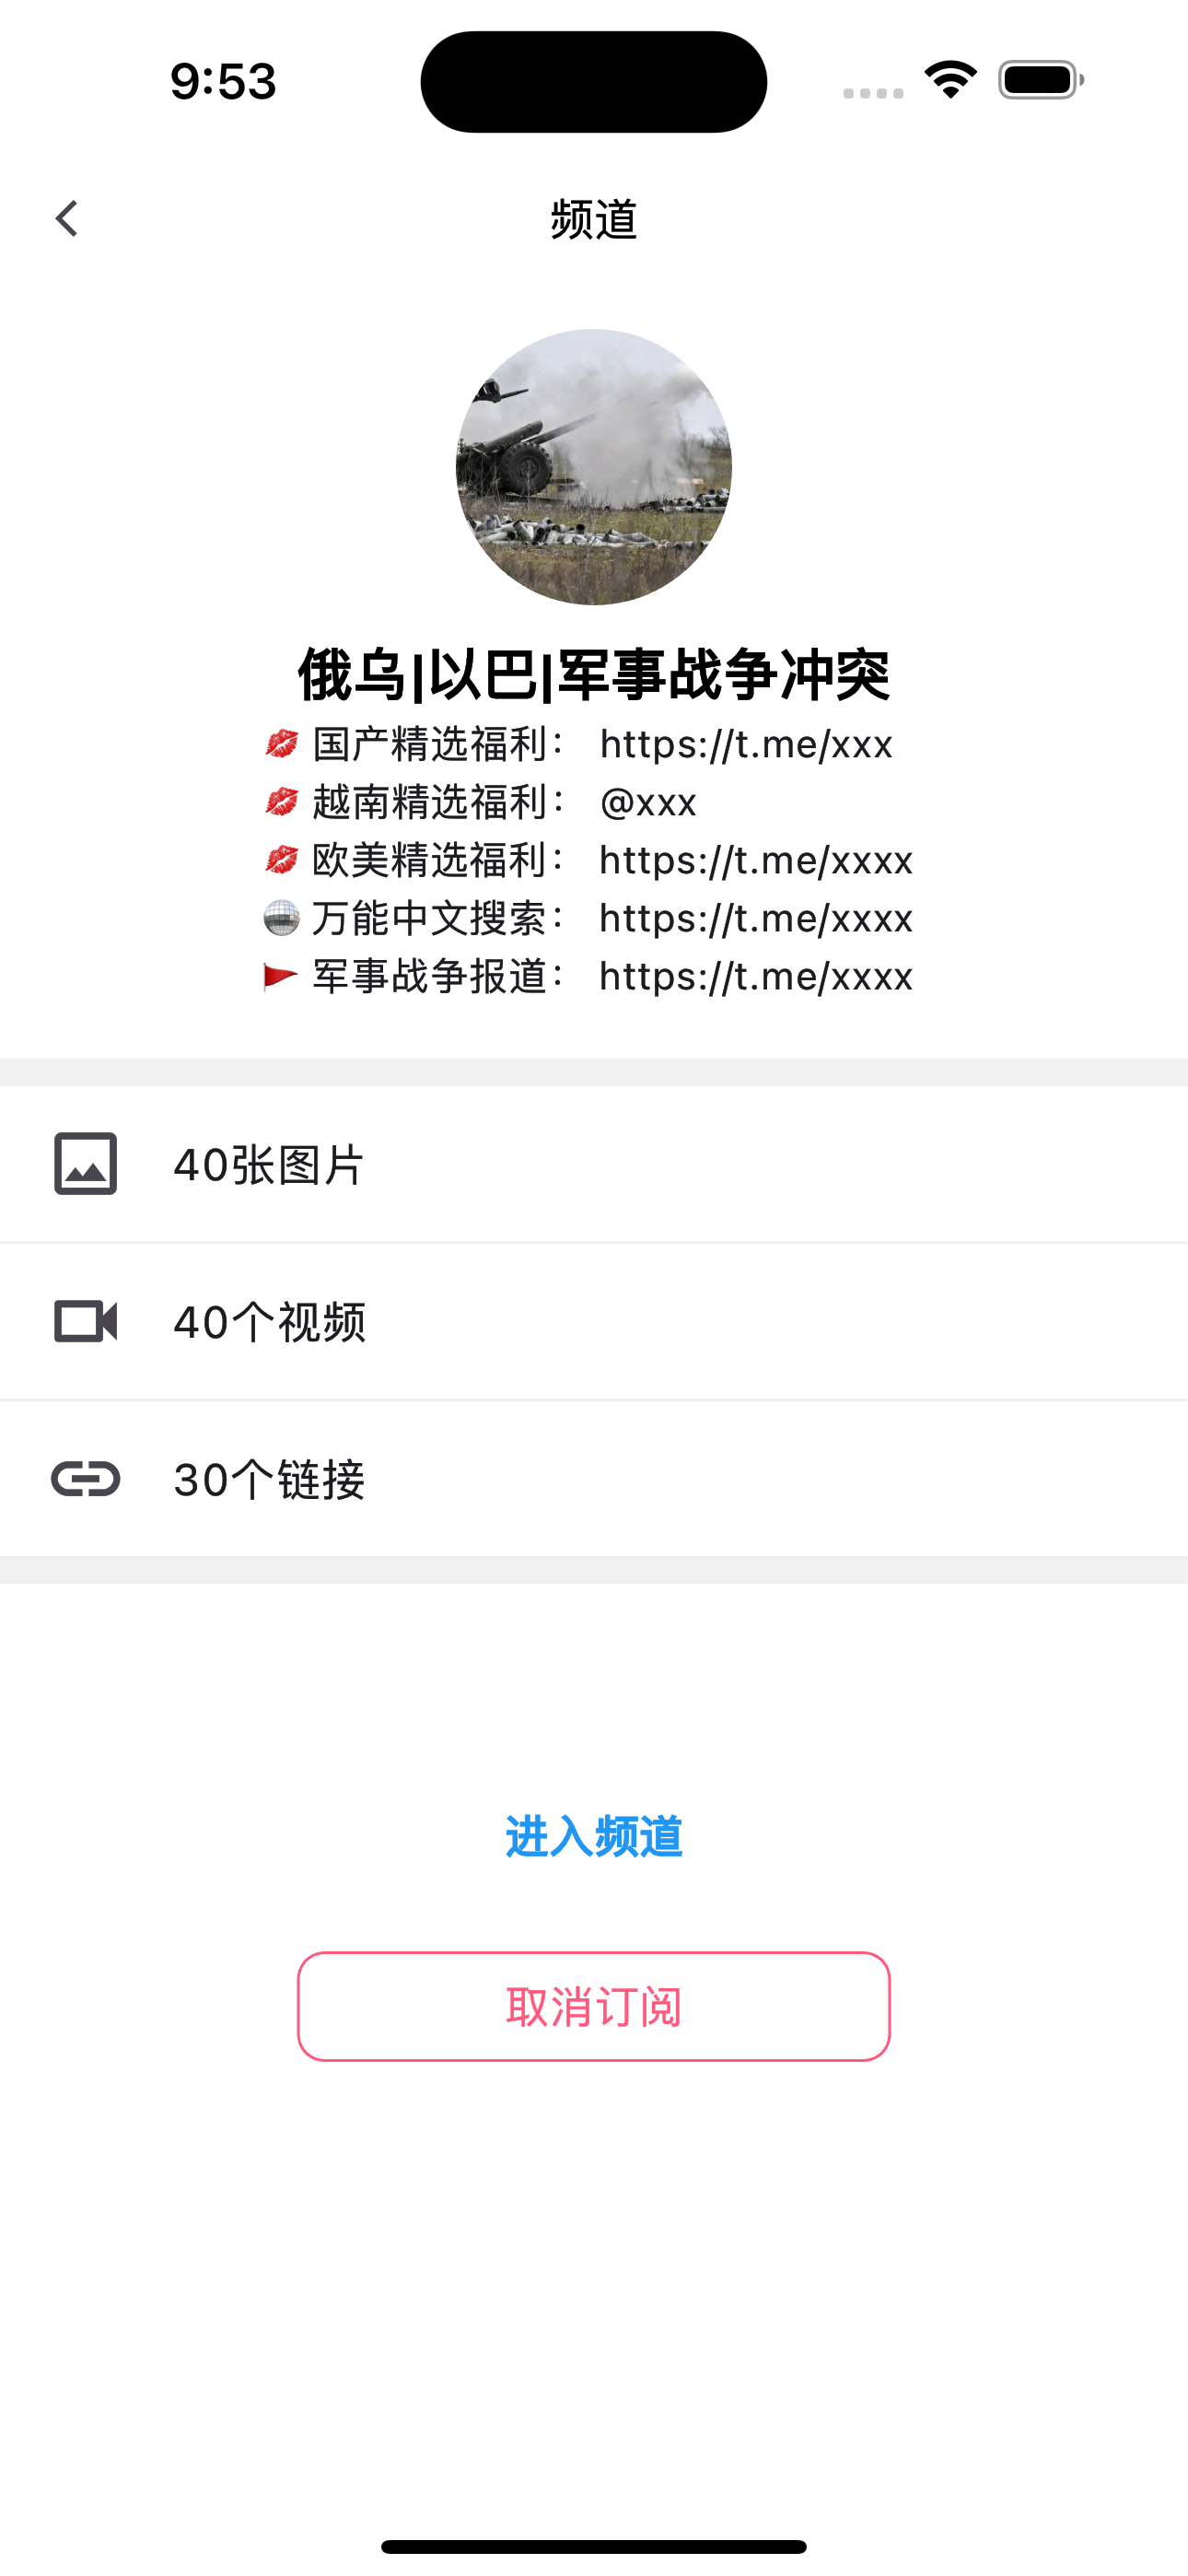 9:53
频道
俄乌|以巴|军事战争冲突
💋 国产精选福利： https://t.me/xxx
💋 越南精选福利： @xxx
💋 欧美精选福利： https://t.me/xxxx
🪩 万能中文搜索： https://t.me/xxxx
🚩 军事战争报道： https://t.me/xxxx
40张图片
40个视频
30个链接
进入频道
取消订阅